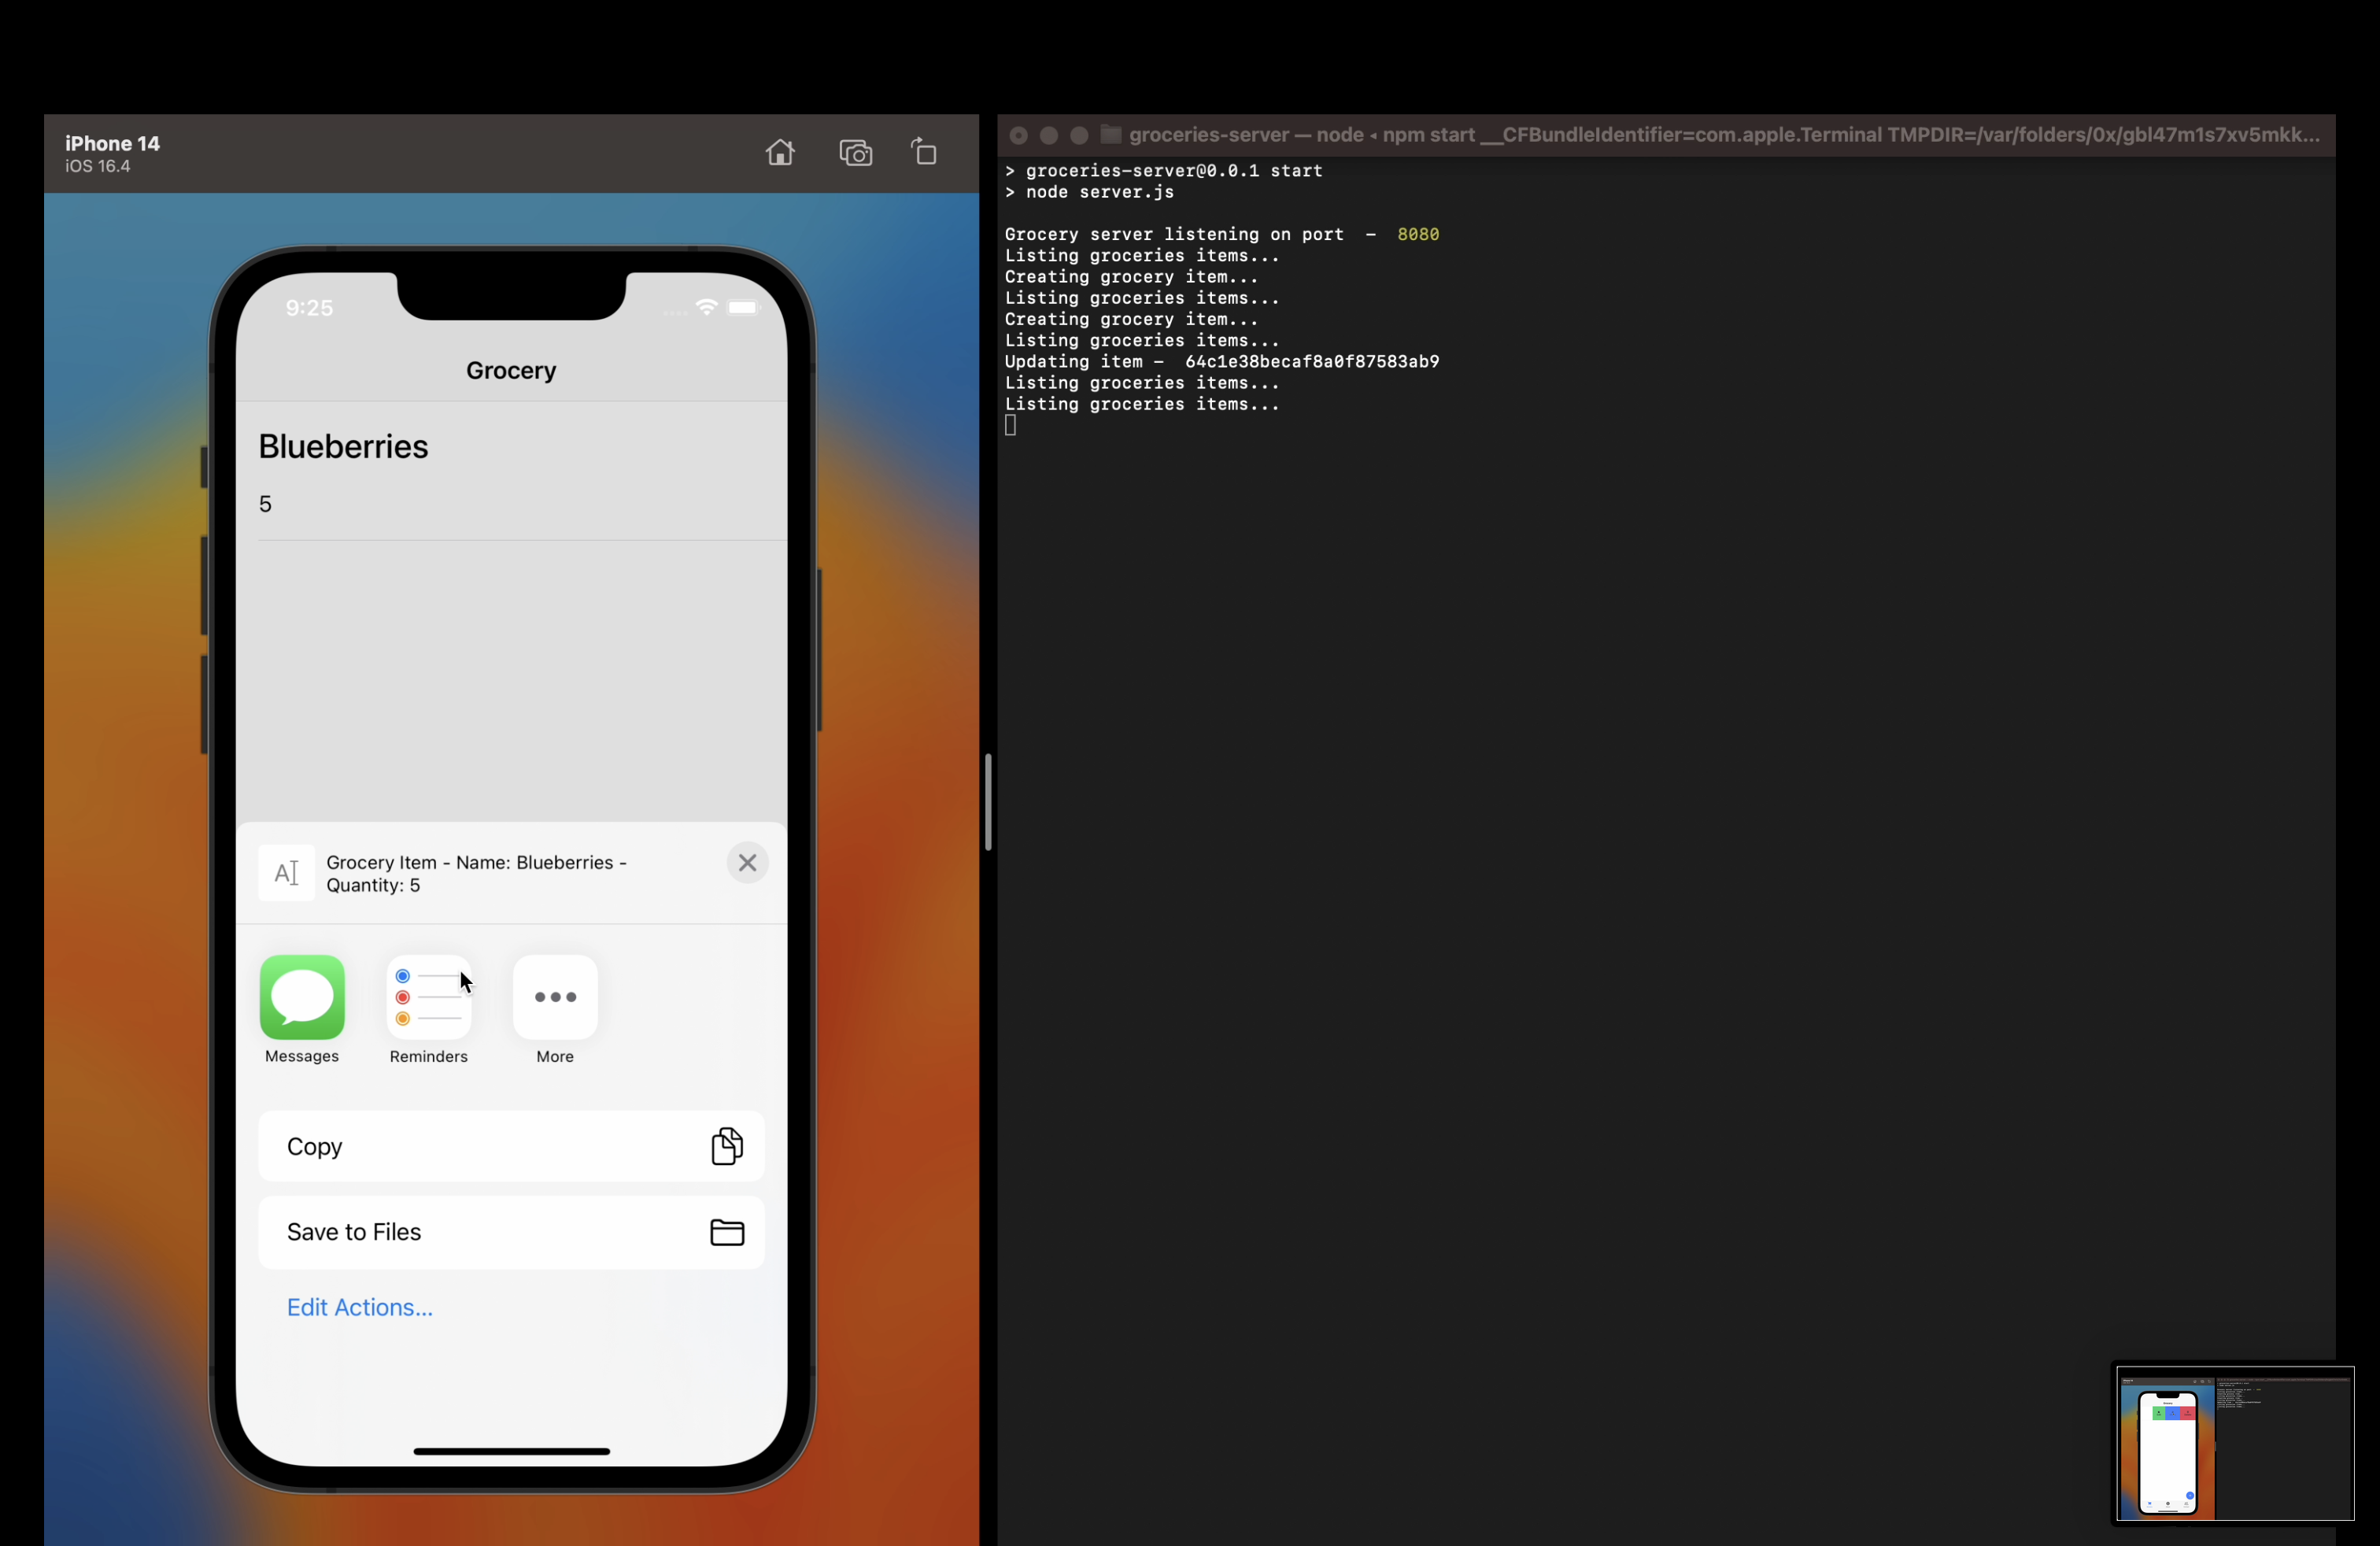 iPhone 14
iOS 16.4
9:25
Grocery
Blueberries
5
Grocery Item - Name: Blueberries -
Quantity: 5
Messages
Reminders
More
Copy
Save to Files
Edit Actions...
groceries-server — node ◂ npm start __CFBundleIdentifier=com.apple.Terminal TMPDIR=/var/folders/0x/gbl47m1s7xv5mkk...
> groceries-server@0.0.1 start
> node server.js
Grocery server listening on port  –  8080
Listing groceries items...
Creating grocery item...
Listing groceries items...
Creating grocery item...
Listing groceries items...
Updating item –  64c1e38becaf8a0f87583ab9
Listing groceries items...
Listing groceries items...